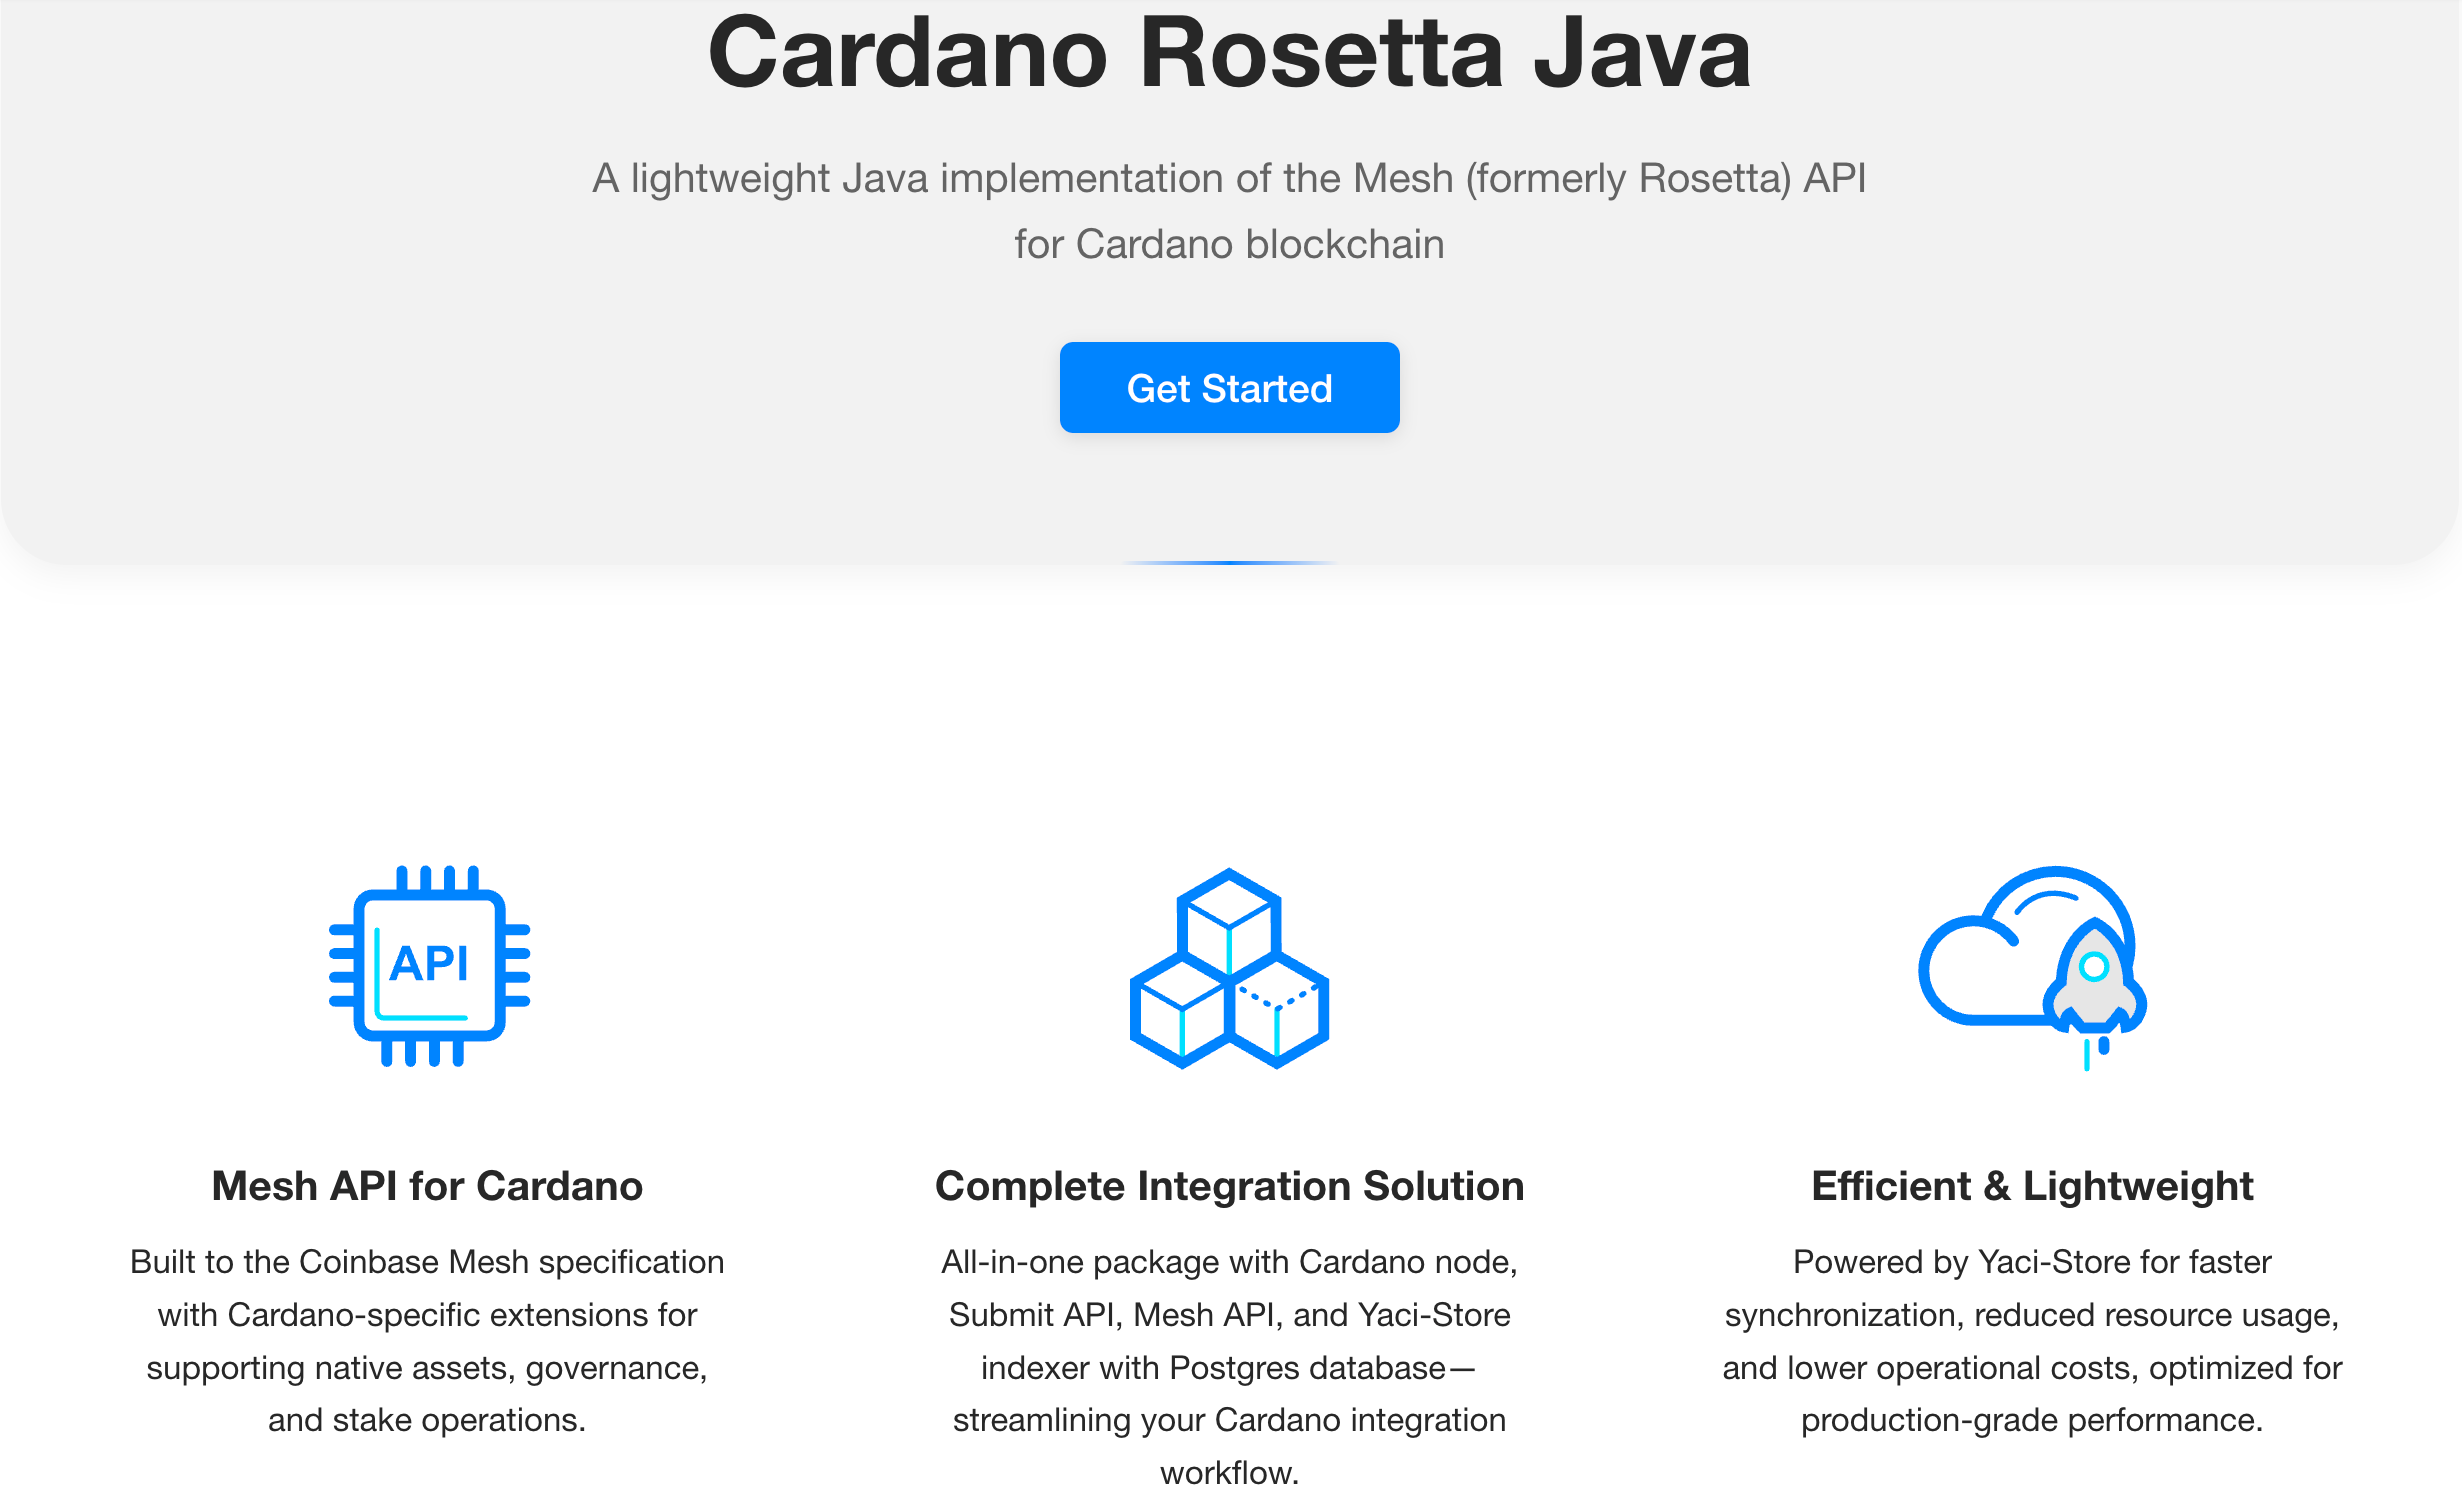 Cardano Rosetta Java
A lightweight Java implementation of the Mesh (formerly Rosetta) API
for Cardano blockchain
Get Started
API
Mesh API for Cardano
Built to the Coinbase Mesh specification
with Cardano-specific extensions for
supporting native assets, governance,
and stake operations.
Complete Integration Solution
All-in-one package with Cardano node,
Submit API, Mesh API, and Yaci-Store
indexer with Postgres database—
streamlining your Cardano integration
workflow.
Efficient & Lightweight
Powered by Yaci-Store for faster
synchronization, reduced resource usage,
and lower operational costs, optimized for
production-grade performance.